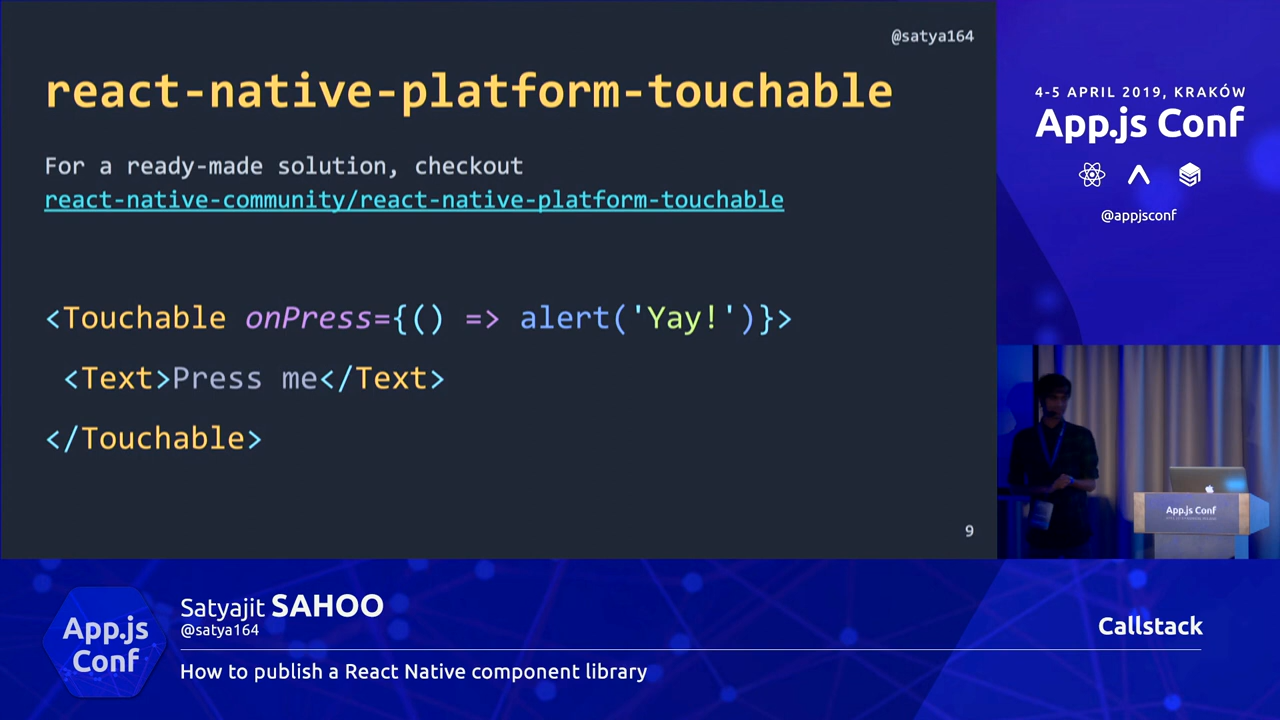 @satya164
react-native-platform-touchable
For a ready-made solution, checkout
react-native-community/react-native-platform-touchable
<Touchable onPress={() => alert('Yay!')}>
<Text>Press me</Text>
</Touchable>
9
4-5 APRIL 2019, KRAKÓW
App.js Conf
@appjsconf
App.js Conf
App.js
Conf
Satyajit SAHOO
@satya164
How to publish a React Native component library
Callstack